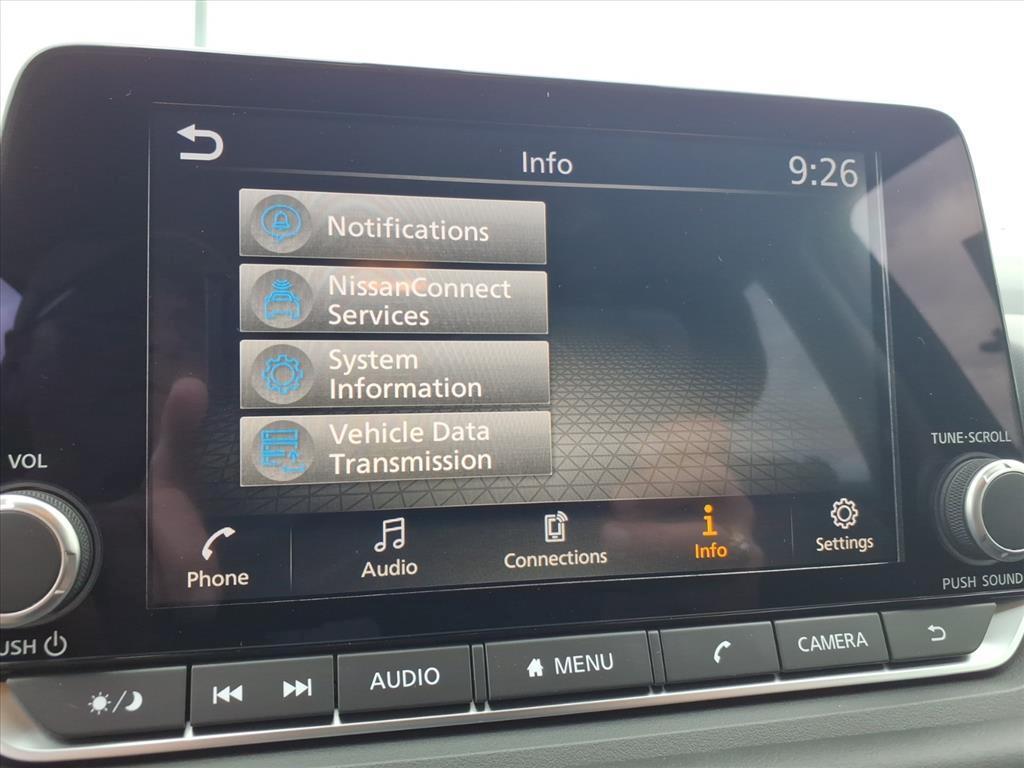 Info
9:26
Notifications
NissanConnect
Services
System
Information
Vehicle Data
Transmission
VOL
TUNE·SCROLL
Phone
Audio
Connections
Info
Settings
USH
PUSH SOUND
AUDIO
MENU
CAMERA